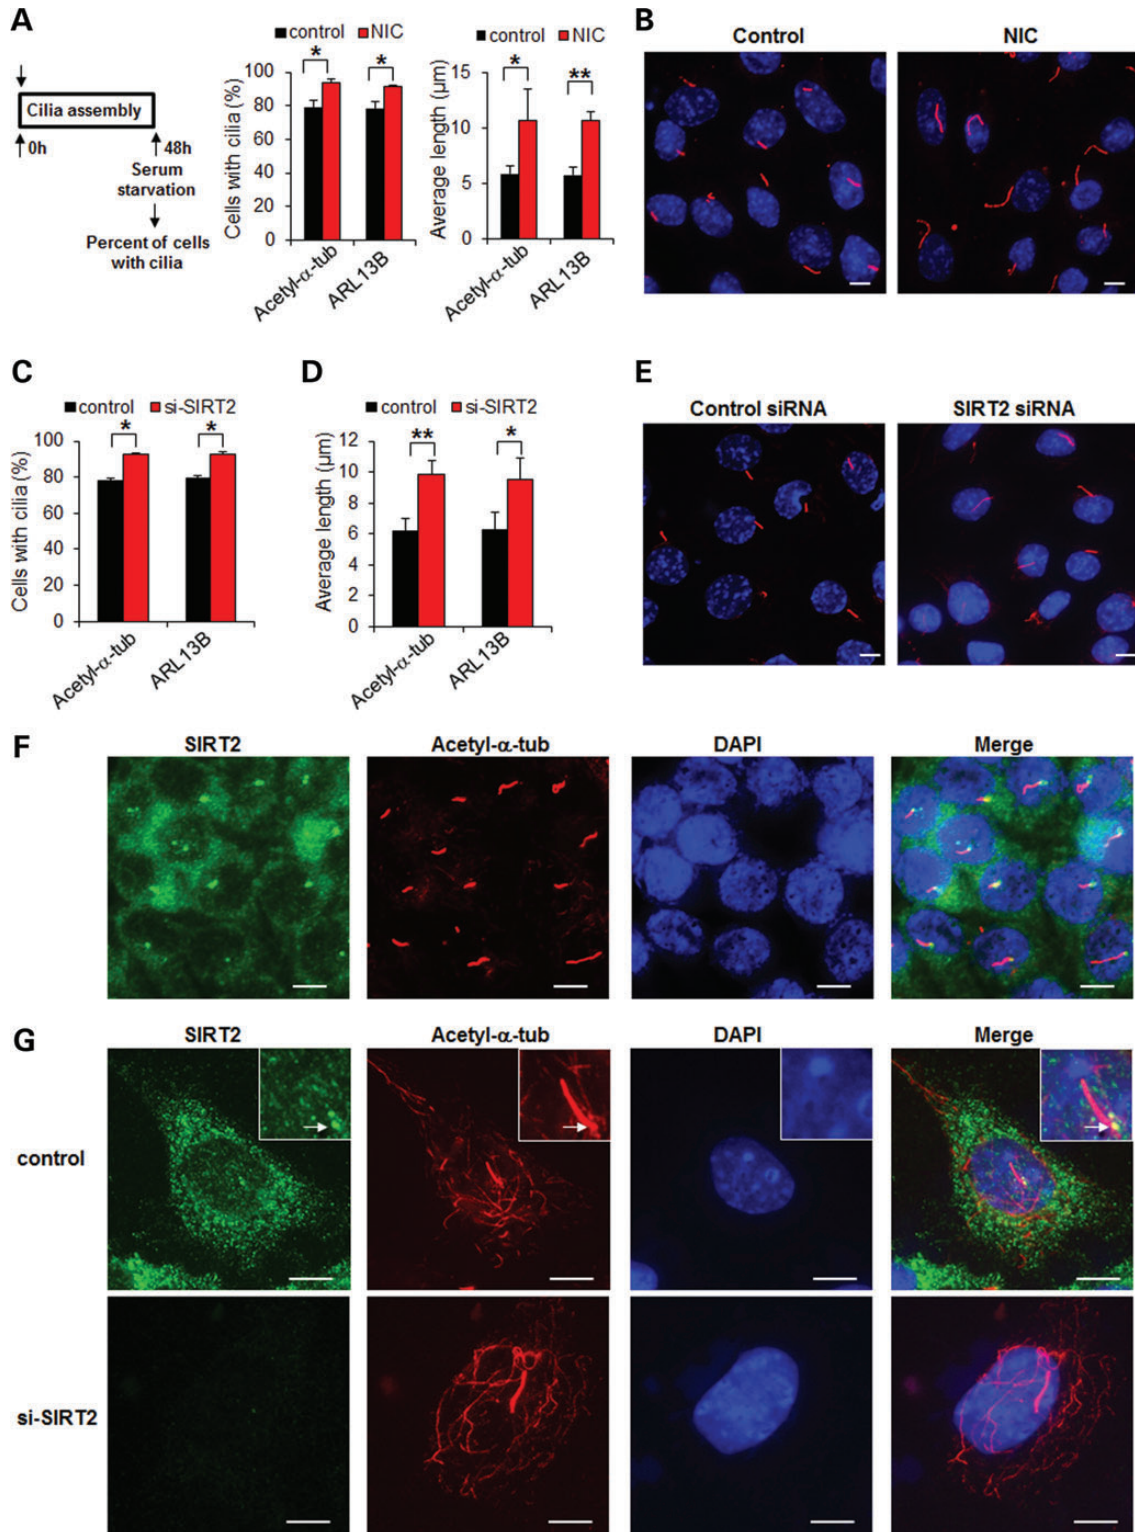 A
Cilia assembly
0h
48h
Serum
starvation
Percent of cells
with cilia
control NIC
Cells with cilia (%)
100
80
60
40
20
0
* *
Acetyl-α-tub
ARL13B
control NIC
Average length (μm)
15
10
5
0
* **
Acetyl-α-tub
ARL13B
B
Control NIC
C
control si-SIRT2
Cells with cilia (%)
100
80
60
40
20
0
* *
Acetyl-α-tub
ARL13B
D
control si-SIRT2
Average length (μm)
12
10
8
6
4
2
0
** *
Acetyl-α-tub
ARL13B
E
Control siRNA SIRT2 siRNA
F
SIRT2 Acetyl-α-tub DAPI Merge
G
SIRT2 Acetyl-α-tub DAPI Merge
control
si-SIRT2